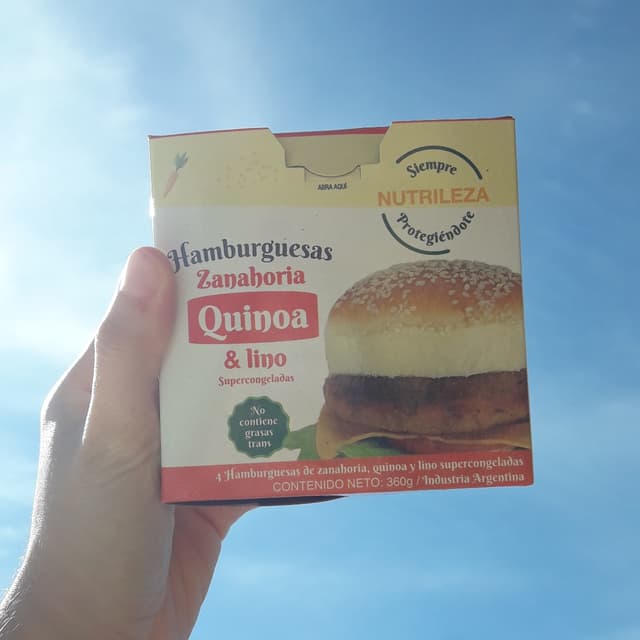 ABRA AQUÍ
Siempre
NUTRILEZA
Protegiéndote
Hamburguesas
Zanahoria
Quinoa
& lino
Supercongeladas
No
contiene
grasas
trans
4 Hamburguesas de zanahoria, quinoa y lino supercongeladas
CONTENIDO NETO: 360g / Industria Argentina